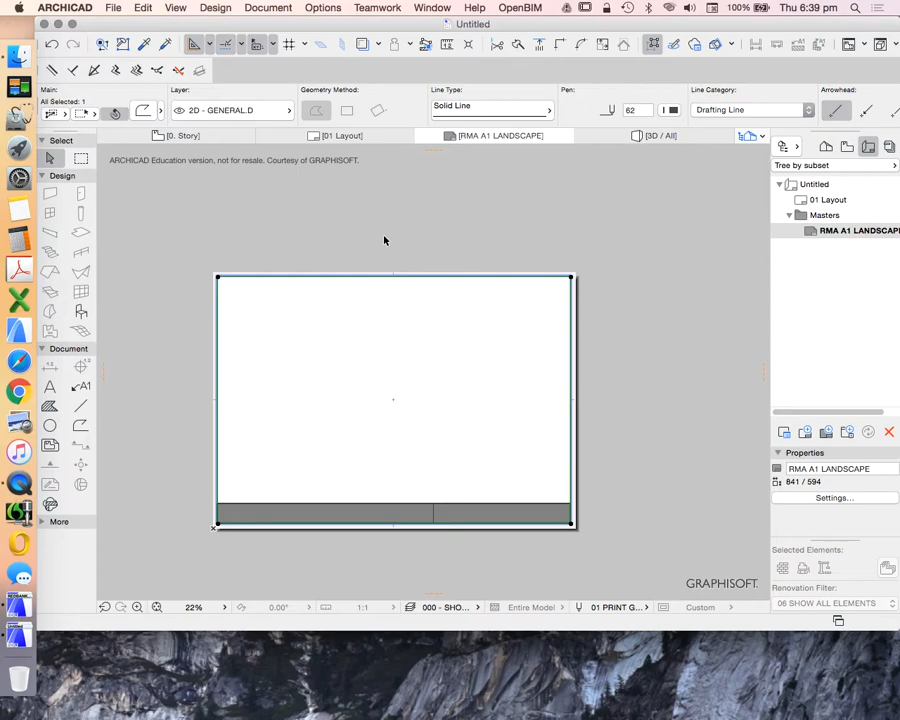 ARCHICAD File Edit View Design Document Options Teamwork Window Help OpenBIM 100% Thu 6:39 pm
Untitled
Main:
All Selected: 1
Layer:
2D - GENERAL.D
Geometry Method:
Line Type:
Solid Line
Pen:
62
Line Category:
Drafting Line
Arrowhead:
Select
[0. Story]
[01 Layout]
[RMA A1 LANDSCAPE]
[3D / All]
ARCHICAD Education version, not for resale. Courtesy of GRAPHISOFT.
Tree by subset
Design
Untitled
01 Layout
Masters
RMA A1 LANDSCAPE
Document
A
A1
More
Properties
RMA A1 LANDSCAPE
841 / 594
Settings...
Selected Elements:
GRAPHISOFT.
Renovation Filter:
06 SHOW ALL ELEMENTS
22%
0.00°
1:1
000 - SHO...
Entire Model
01 PRINT G...
Custom